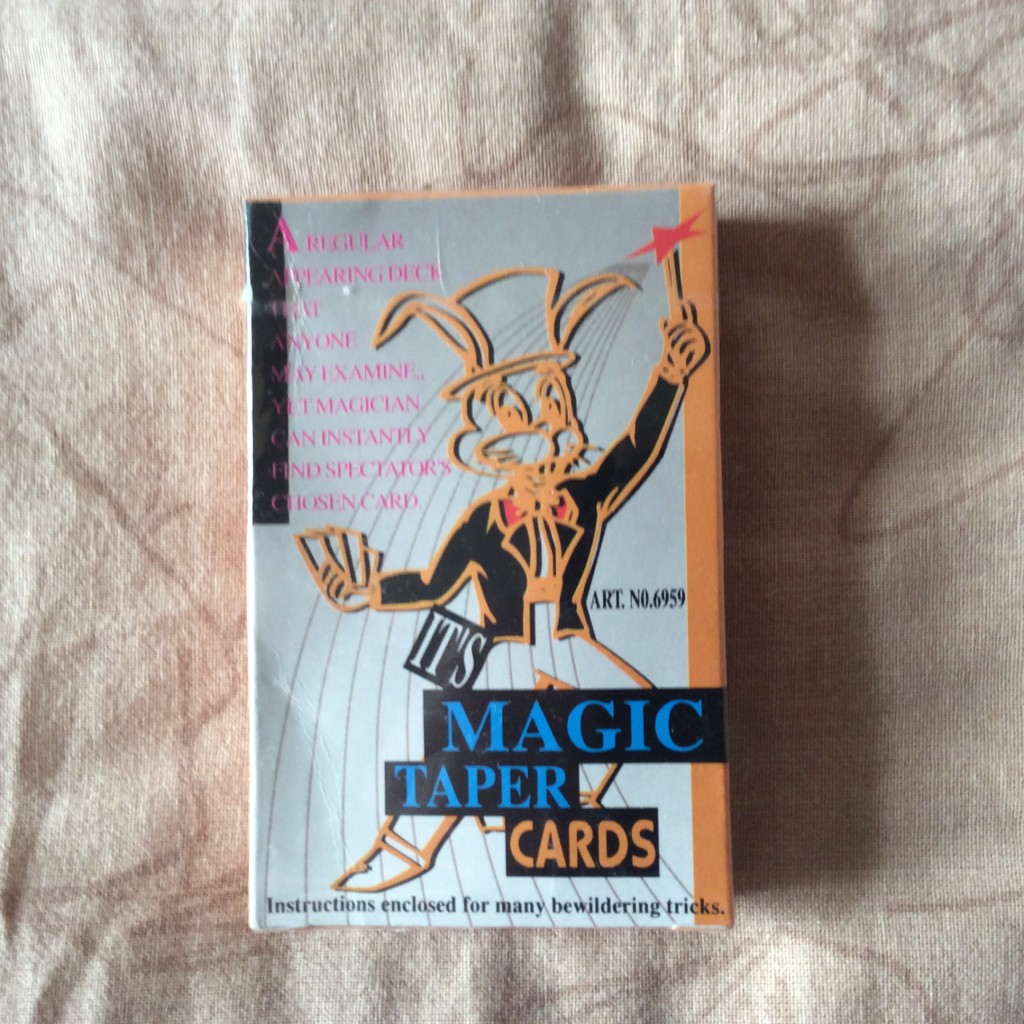 A REGULAR
APPEARING DECK
THAT
ANYONE
MAY EXAMINE.,
YET MAGICIAN
CAN INSTANTLY
FIND SPECTATOR'S
CHOSEN CARD.
ART. NO.6959
IT'S
MAGIC
TAPER
CARDS
Instructions enclosed for many bewildering tricks.